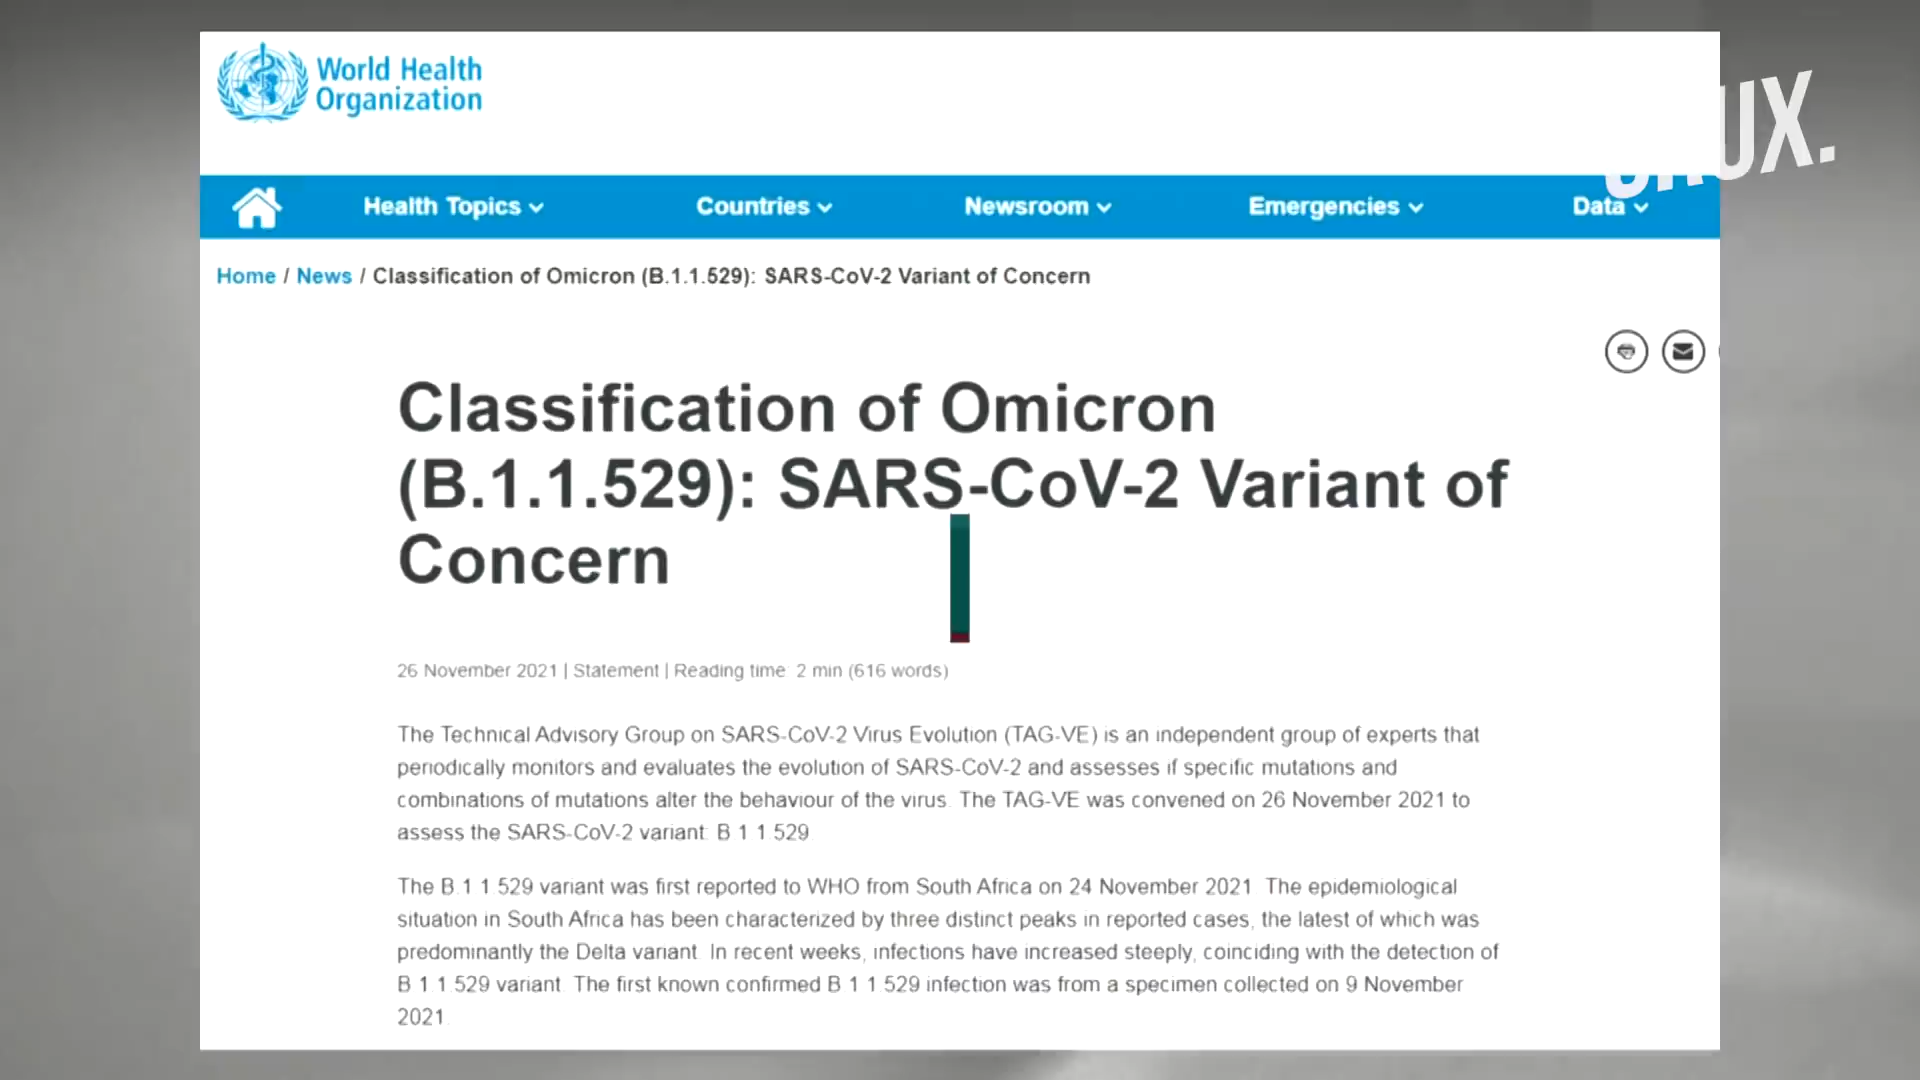 World Health
Organization
UX.
Health Topics
Countries
Newsroom
Emergencies
Data
Home / News / Classification of Omicron (B.1.1.529): SARS-CoV-2 Variant of Concern
Classification of Omicron
(B.1.1.529): SARS-CoV-2 Variant of
Concern
26 November 2021 | Statement | Reading time: 2 min (616 words)
The Technical Advisory Group on SARS-CoV-2 Virus Evolution (TAG-VE) is an independent group of experts that
periodically monitors and evaluates the evolution of SARS-CoV-2 and assesses if specific mutations and
combinations of mutations alter the behaviour of the virus. The TAG-VE was convened on 26 November 2021 to
assess the SARS-CoV-2 variant: B.1.1.529.
The B.1.1.529 variant was first reported to WHO from South Africa on 24 November 2021. The epidemiological
situation in South Africa has been characterized by three distinct peaks in reported cases, the latest of which was
predominantly the Delta variant. In recent weeks, infections have increased steeply, coinciding with the detection of
B.1.1.529 variant. The first known confirmed B.1.1.529 infection was from a specimen collected on 9 November
2021.